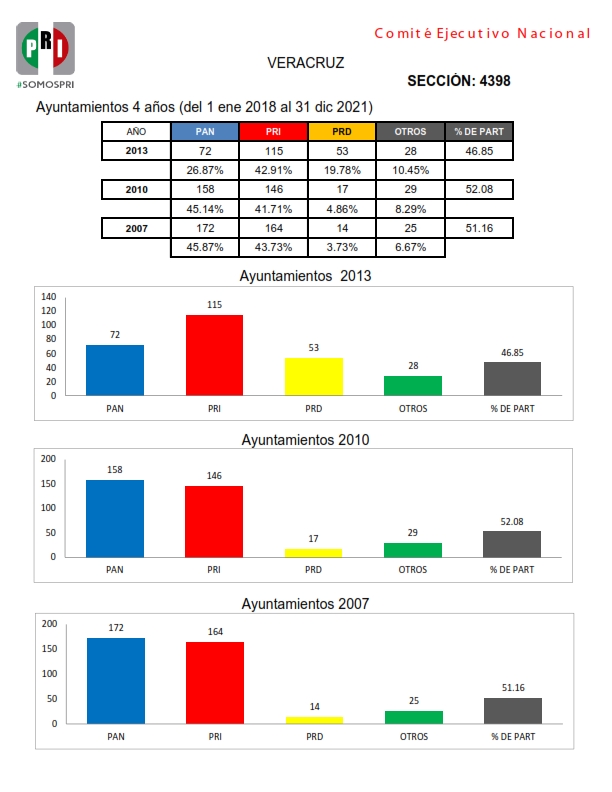 Comité Ejecutivo Nacional
PRI
#SOMOSPRI
VERACRUZ
SECCIÓN: 4398
Ayuntamientos 4 años (del 1 ene 2018 al 31 dic 2021)
AÑO PAN PRI PRD OTROS % DE PART
2013 72 115 53 28 46.85
26.87% 42.91% 19.78% 10.45%
2010 158 146 17 29 52.08
45.14% 41.71% 4.86% 8.29%
2007 172 164 14 25 51.16
45.87% 43.73% 3.73% 6.67%
Ayuntamientos 2013
140
120
100
80
60
40
20
0
72
115
53
28
46.85
PAN PRI PRD OTROS % DE PART
Ayuntamientos 2010
200
150
100
50
0
158
146
17
29
52.08
PAN PRI PRD OTROS % DE PART
Ayuntamientos 2007
200
150
100
50
0
172
164
14
25
51.16
PAN PRI PRD OTROS % DE PART